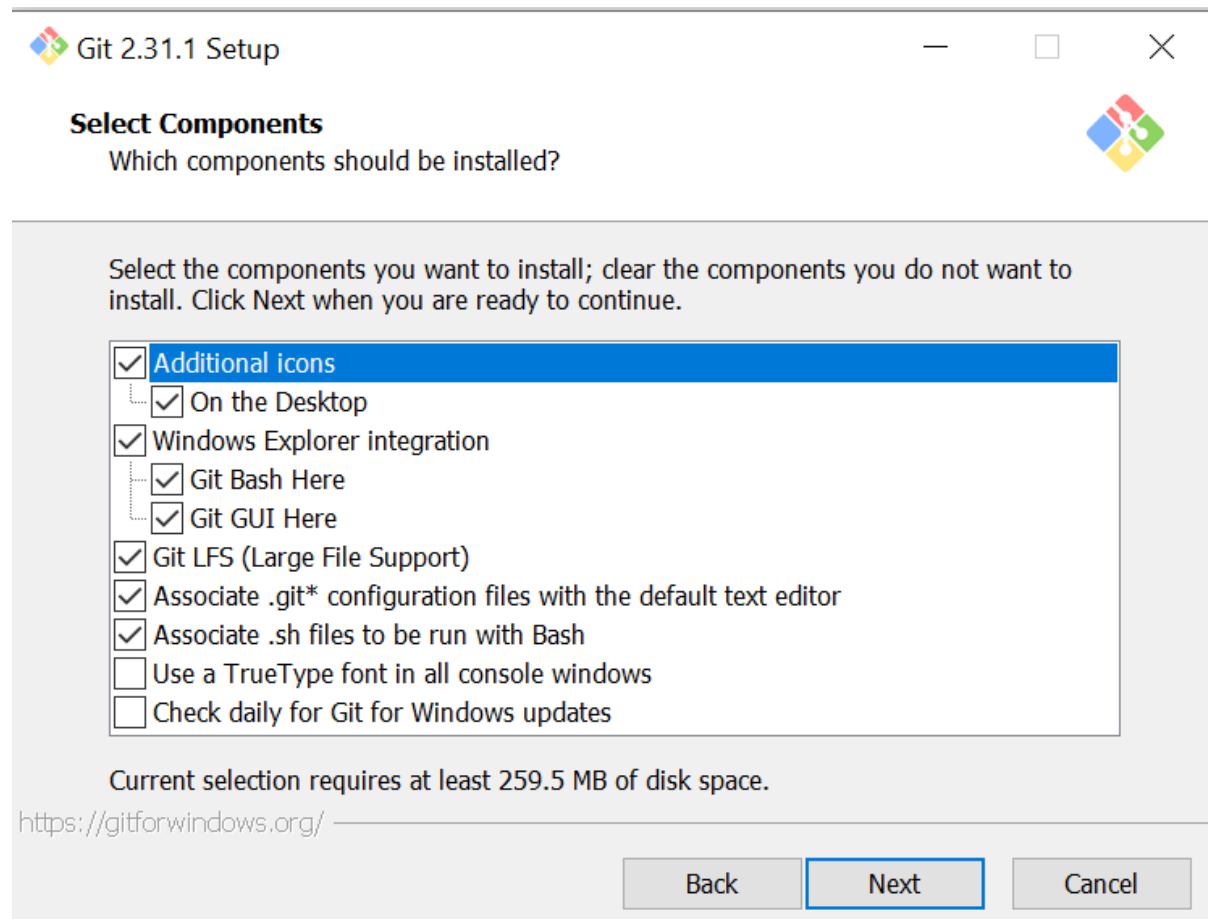 Git 2.31.1 Setup
Select Components
Which components should be installed?
Select the components you want to install; clear the components you do not want to
install. Click Next when you are ready to continue.
Additional icons
On the Desktop
Windows Explorer integration
Git Bash Here
Git GUI Here
Git LFS (Large File Support)
Associate .git* configuration files with the default text editor
Associate .sh files to be run with Bash
Use a TrueType font in all console windows
Check daily for Git for Windows updates
Current selection requires at least 259.5 MB of disk space.
https://gitforwindows.org/
Back Next Cancel